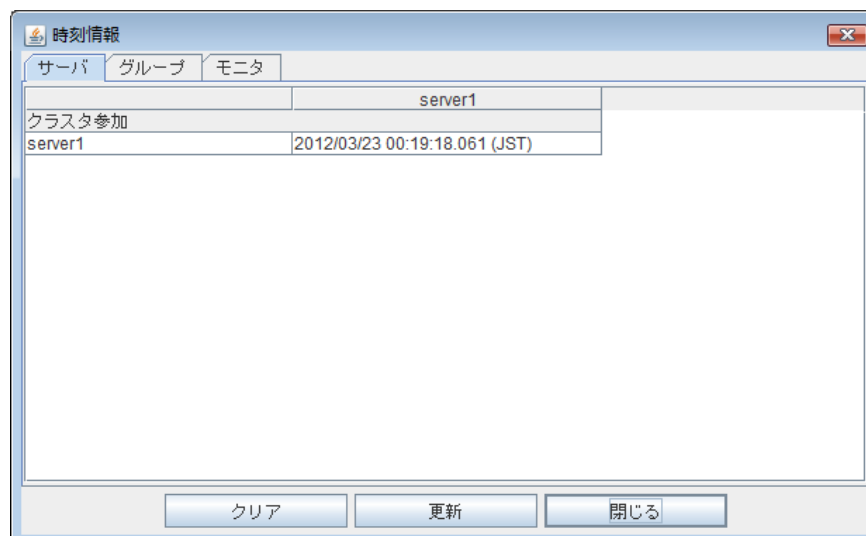 時刻情報
サーバ グループ モニタ
server1
クラスタ参加
server1 2012/03/23 00:19:18.061 (JST)
クリア 更新 閉じる